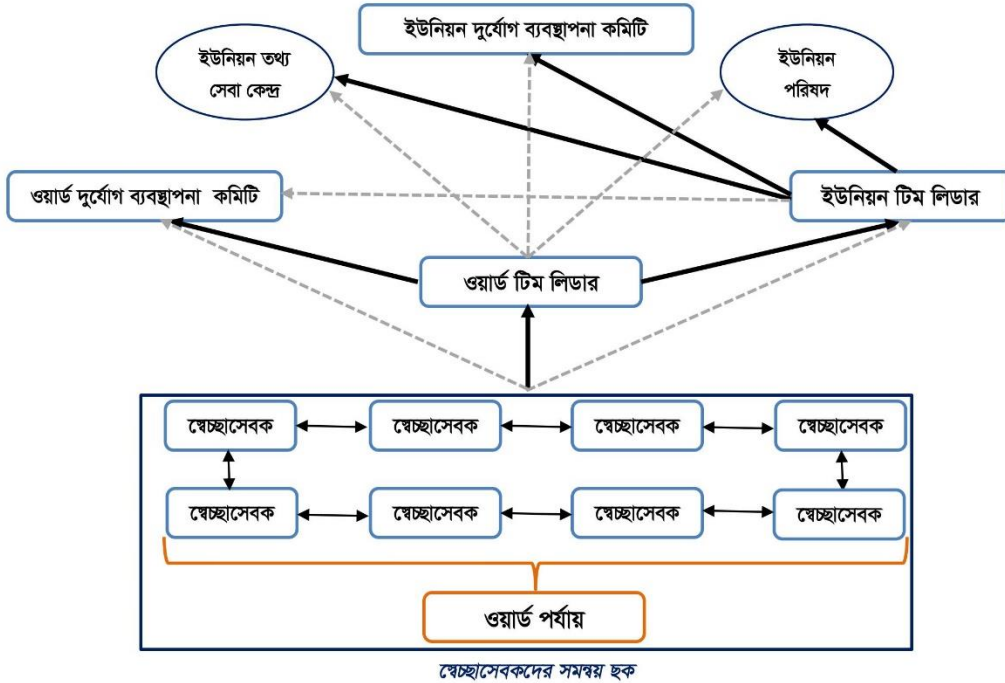 ইউনিয়ন দুর্যোগ ব্যবস্থাপনা কমিটি
ইউনিয়ন তথ্য
সেবা কেন্দ্র
ইউনিয়ন
পরিষদ
ওয়ার্ড দুর্যোগ ব্যবস্থাপনা কমিটি
ইউনিয়ন টিম লিডার
ওয়ার্ড টিম লিডার
স্বেচ্ছাসেবক
স্বেচ্ছাসেবক
স্বেচ্ছাসেবক
স্বেচ্ছাসেবক
স্বেচ্ছাসেবক
স্বেচ্ছাসেবক
স্বেচ্ছাসেবক
স্বেচ্ছাসেবক
ওয়ার্ড পর্যায়
স্বেচ্ছাসেবকদের সমন্বয় ছক